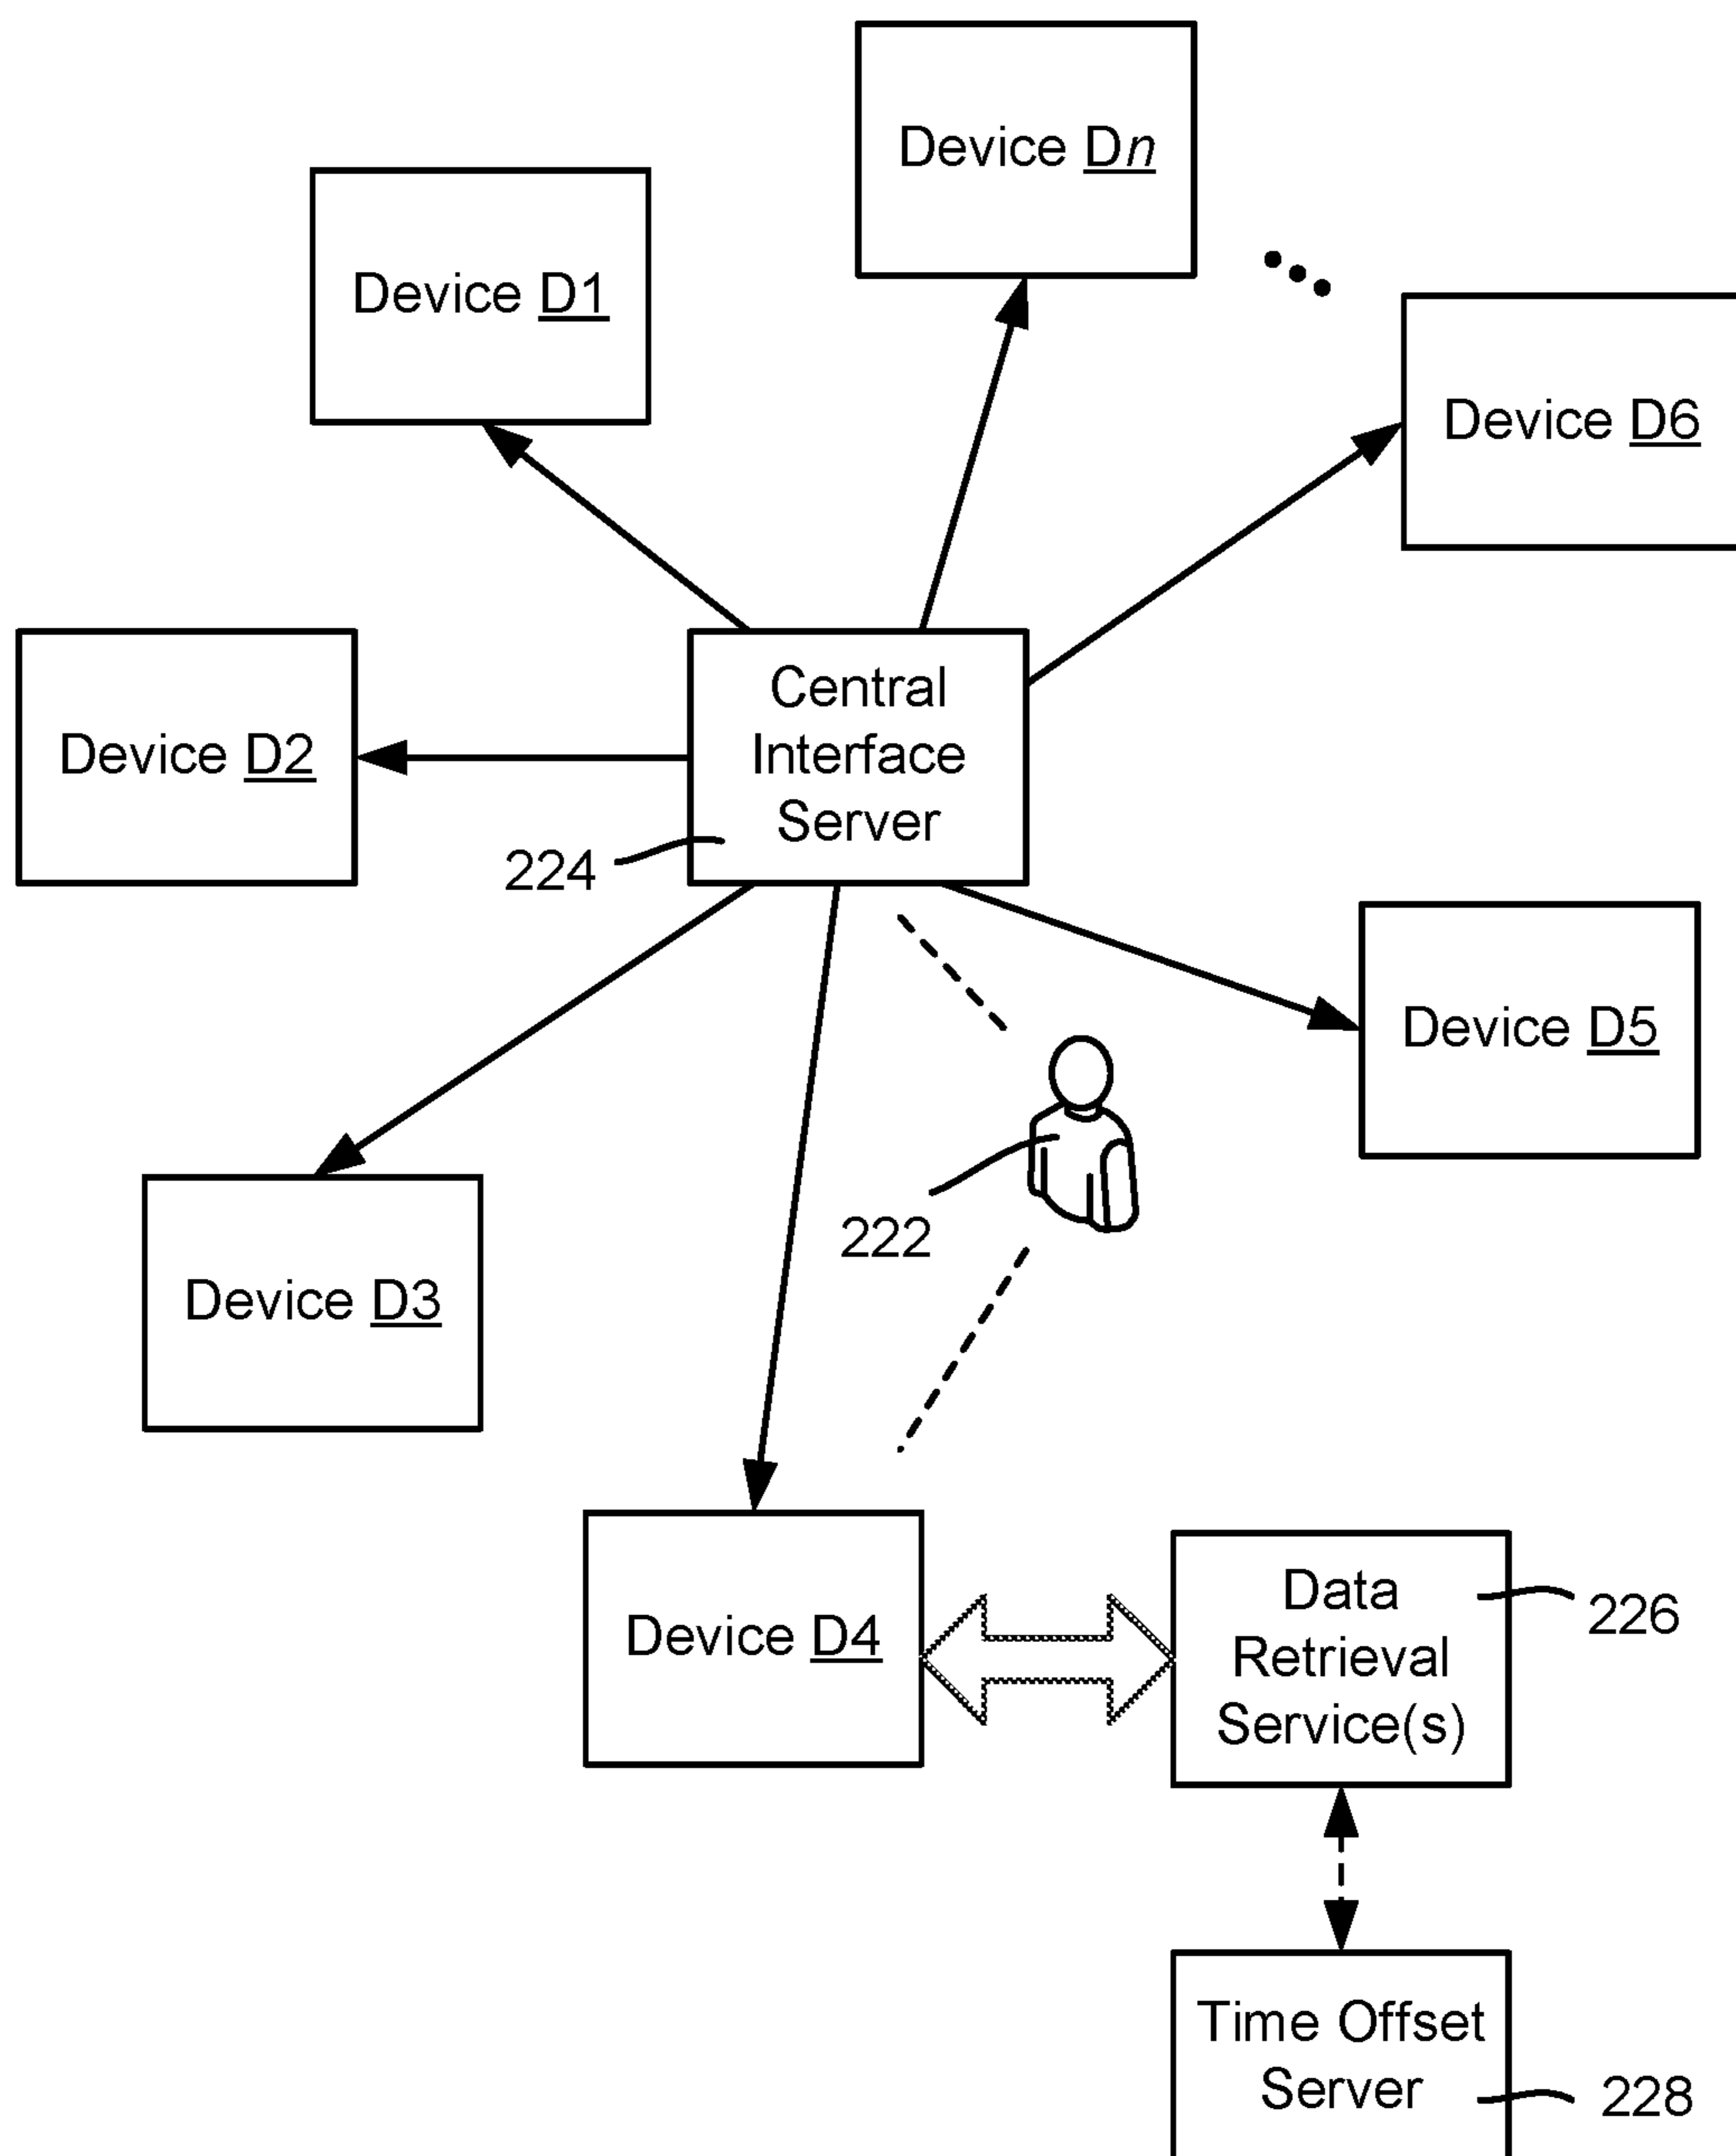 Device Dn
Device D1
Device D6
Central
Interface
Server
Device D2
224
Device D5
222
Device D3
Data
Retrieval
Service(s)
226
Device D4
Time Offset
Server
228